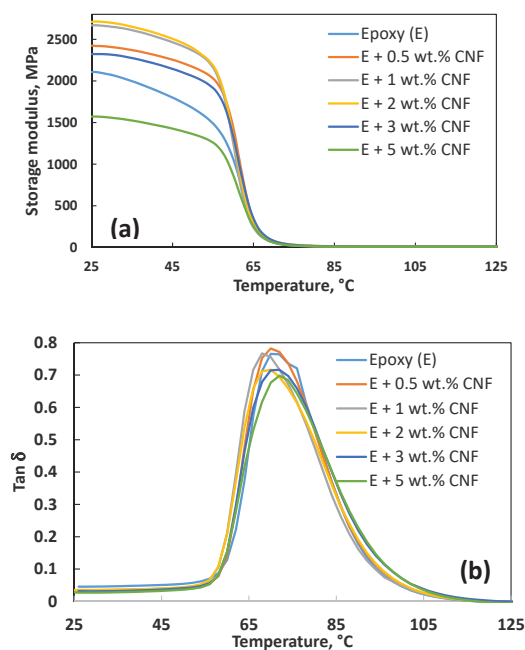 2500
2000
1500
1000
500
0
Storage modulus, MPa
Epoxy (E)
E + 0.5 wt.% CNF
E + 1 wt.% CNF
E + 2 wt.% CNF
E + 3 wt.% CNF
E + 5 wt.% CNF
(a)
25 45 65 85 105 125
Temperature, °C
0.8
0.7
0.6
0.5
0.4
0.3
0.2
0.1
0
Tan δ
Epoxy (E)
E + 0.5 wt.% CNF
E + 1 wt.% CNF
E + 2 wt.% CNF
E + 3 wt.% CNF
E + 5 wt.% CNF
(b)
25 45 65 85 105 125
Temperature, °C